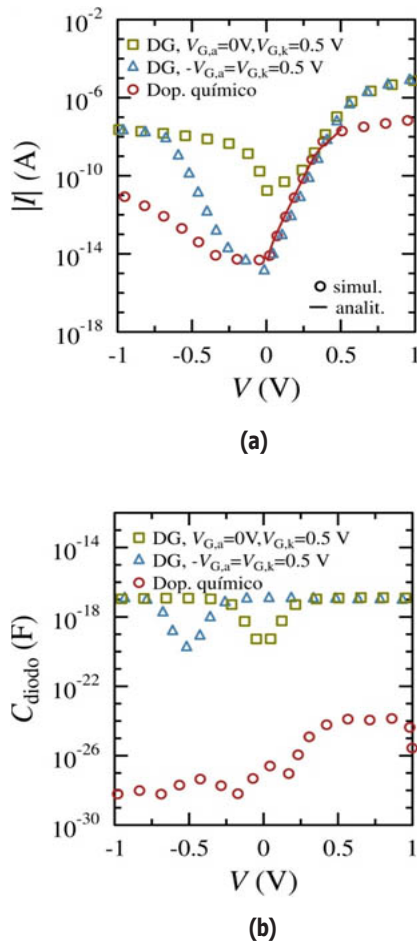 10⁻²
DG, V_G,a=0V,V_G,k=0.5 V
DG, -V_G,a=V_G,k=0.5 V
Dop. químico
10⁻⁶
|I| (A)
10⁻¹⁰
10⁻¹⁴
simul.
analit.
10⁻¹⁸
-1 -0.5 0 0.5 1
V (V)
(a)
DG, V_G,a=0V,V_G,k=0.5 V
10⁻¹⁴
DG, -V_G,a=V_G,k=0.5 V
Dop. químico
10⁻¹⁸
C_diodo (F)
10⁻²²
10⁻²⁶
10⁻³⁰
-1 -0.5 0 0.5 1
V (V)
(b)